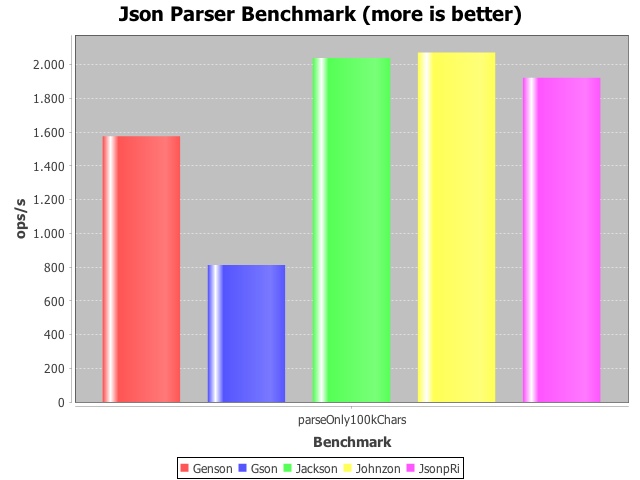 Json Parser Benchmark (more is better)
2.000
1.800
1.600
1.400
1.200
1.000
800
600
400
200
0
ops/s
parseOnly100kChars
Benchmark
Genson Gson Jackson Johnzon JsonpRi